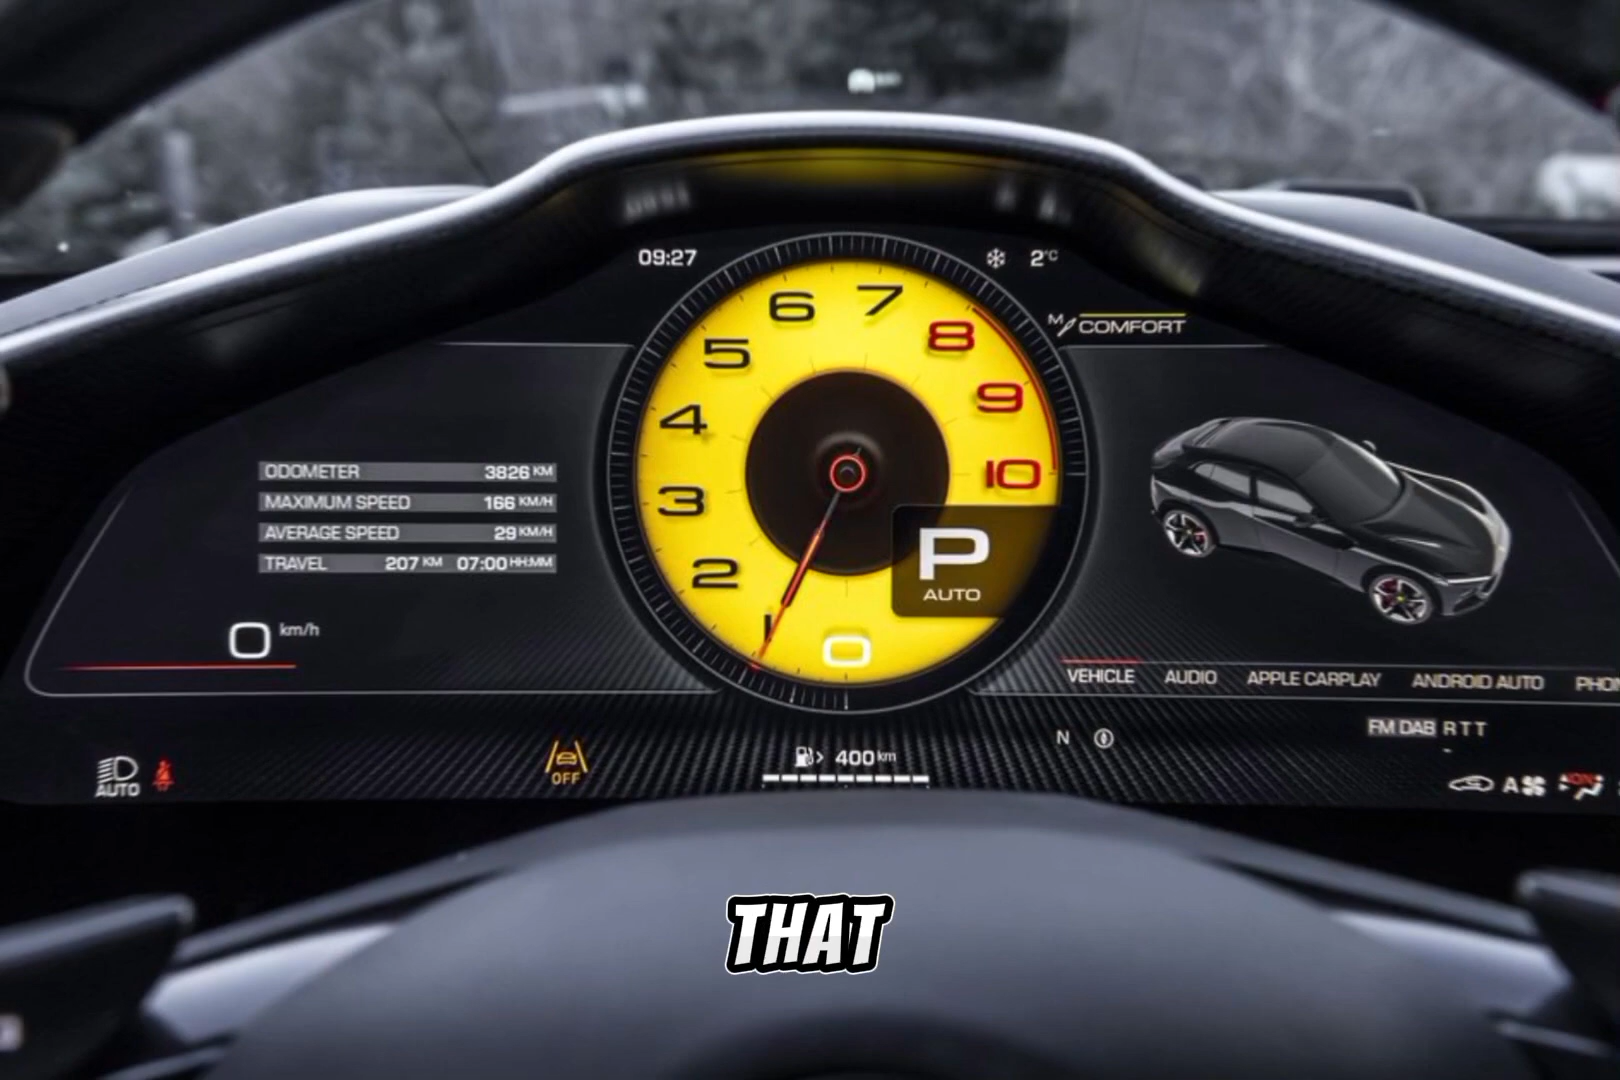 09:27
2°C
M COMFORT
7
6
8
5
9
4
10
3
2
1
0
P
AUTO
ODOMETER 3826 KM
MAXIMUM SPEED 166 KM/H
AVERAGE SPEED 29 KM/H
TRAVEL 207 KM 07:00 HH:MM
0 km/h
VEHICLE AUDIO APPLE CARPLAY ANDROID AUTO PHON
N
FM DAB R T T
AUTO
OFF
400 km
A
THAT